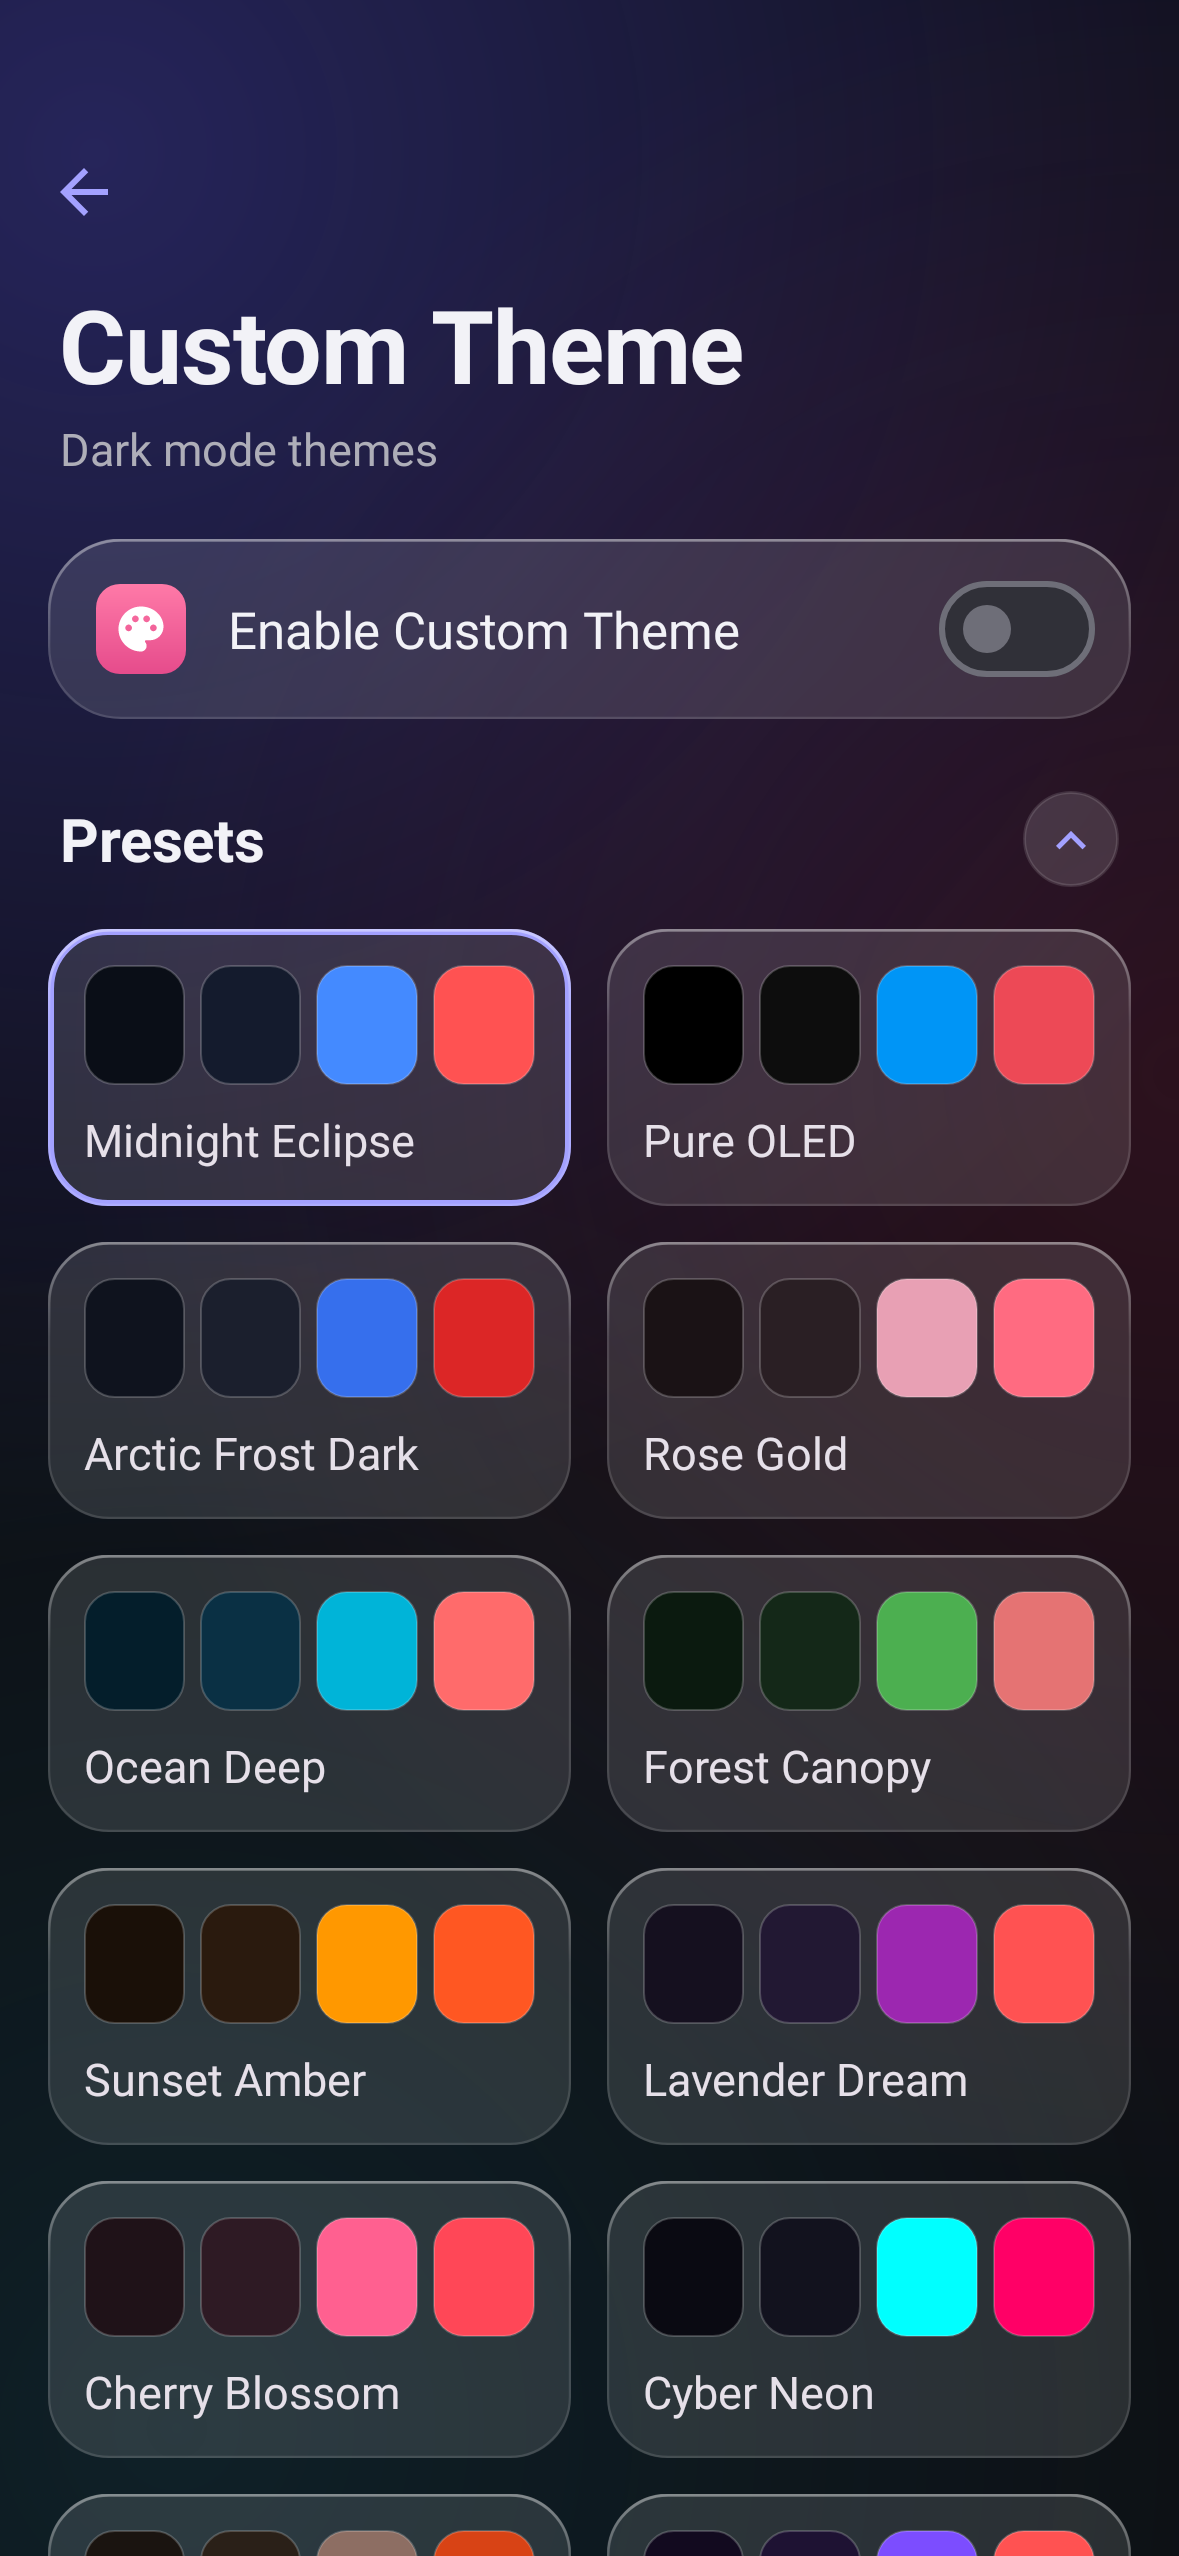 Custom Theme
Dark mode themes
Enable Custom Theme
Presets
Midnight Eclipse
Pure OLED
Arctic Frost Dark
Rose Gold
Ocean Deep
Forest Canopy
Sunset Amber
Lavender Dream
Cherry Blossom
Cyber Neon